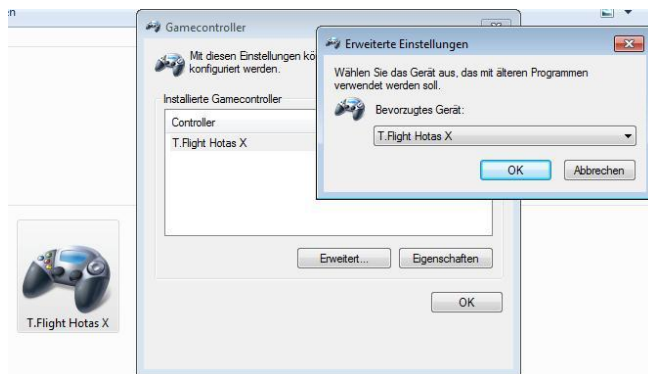 en
Gamecontroller
Mit diesen Einstellungen kö
konfiguriert werden.
Installierte Gamecontroller
Controller
T.Flight Hotas X
Erweitert...
Eigenschaften
OK
Erweiterte Einstellungen
Wählen Sie das Gerät aus, das mit älteren Programmen
verwendet werden soll.
Bevorzugtes Gerät:
T.Flight Hotas X
OK
Abbrechen
T.Flight Hotas X